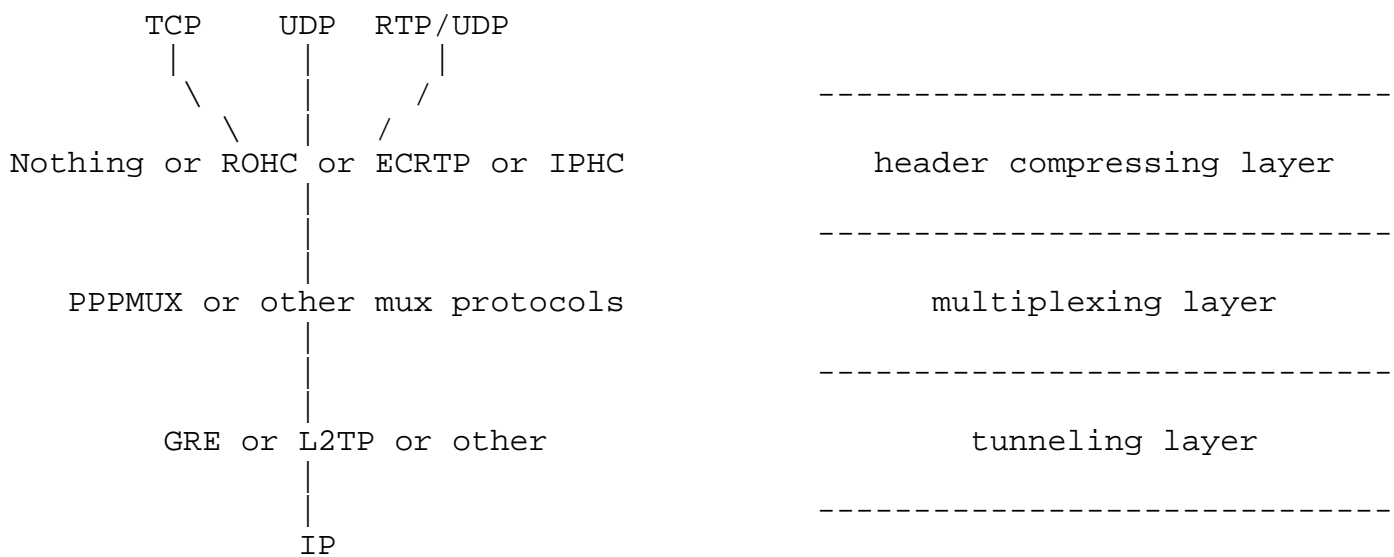 TCP UDP RTP/UDP
Nothing or ROHC or ECRTP or IPHC header compressing layer
PPPMUX or other mux protocols multiplexing layer
GRE or L2TP or other tunneling layer
IP